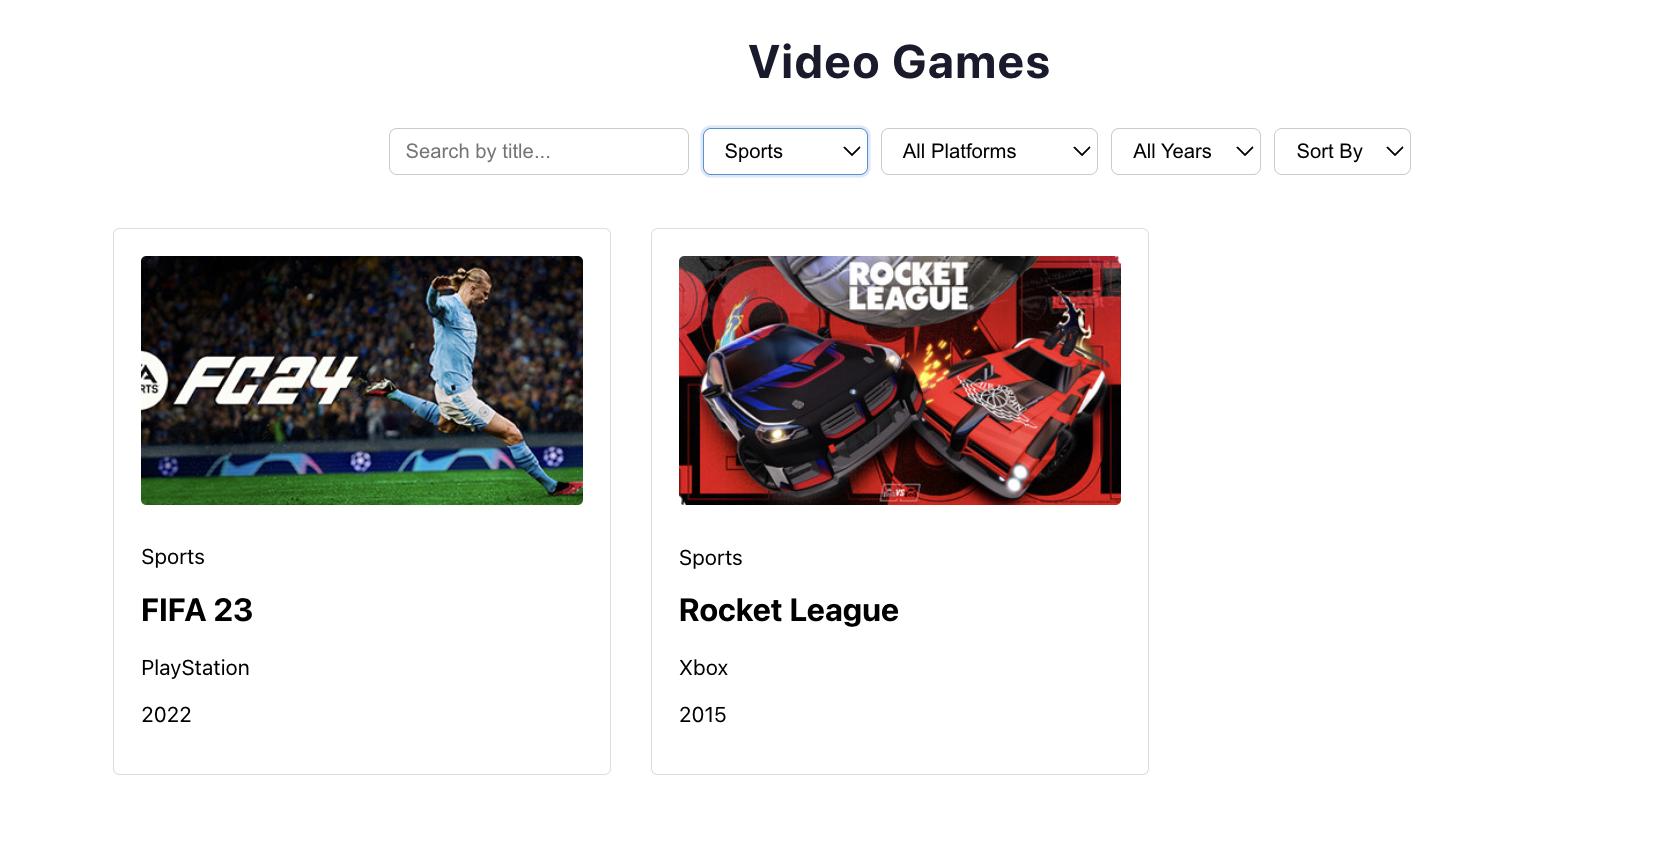 Video Games
Search by title...
Sports
All Platforms
All Years
Sort By
FC24
ROCKET
LEAGUE
VS
Sports
FIFA 23
PlayStation
2022
Sports
Rocket League
Xbox
2015